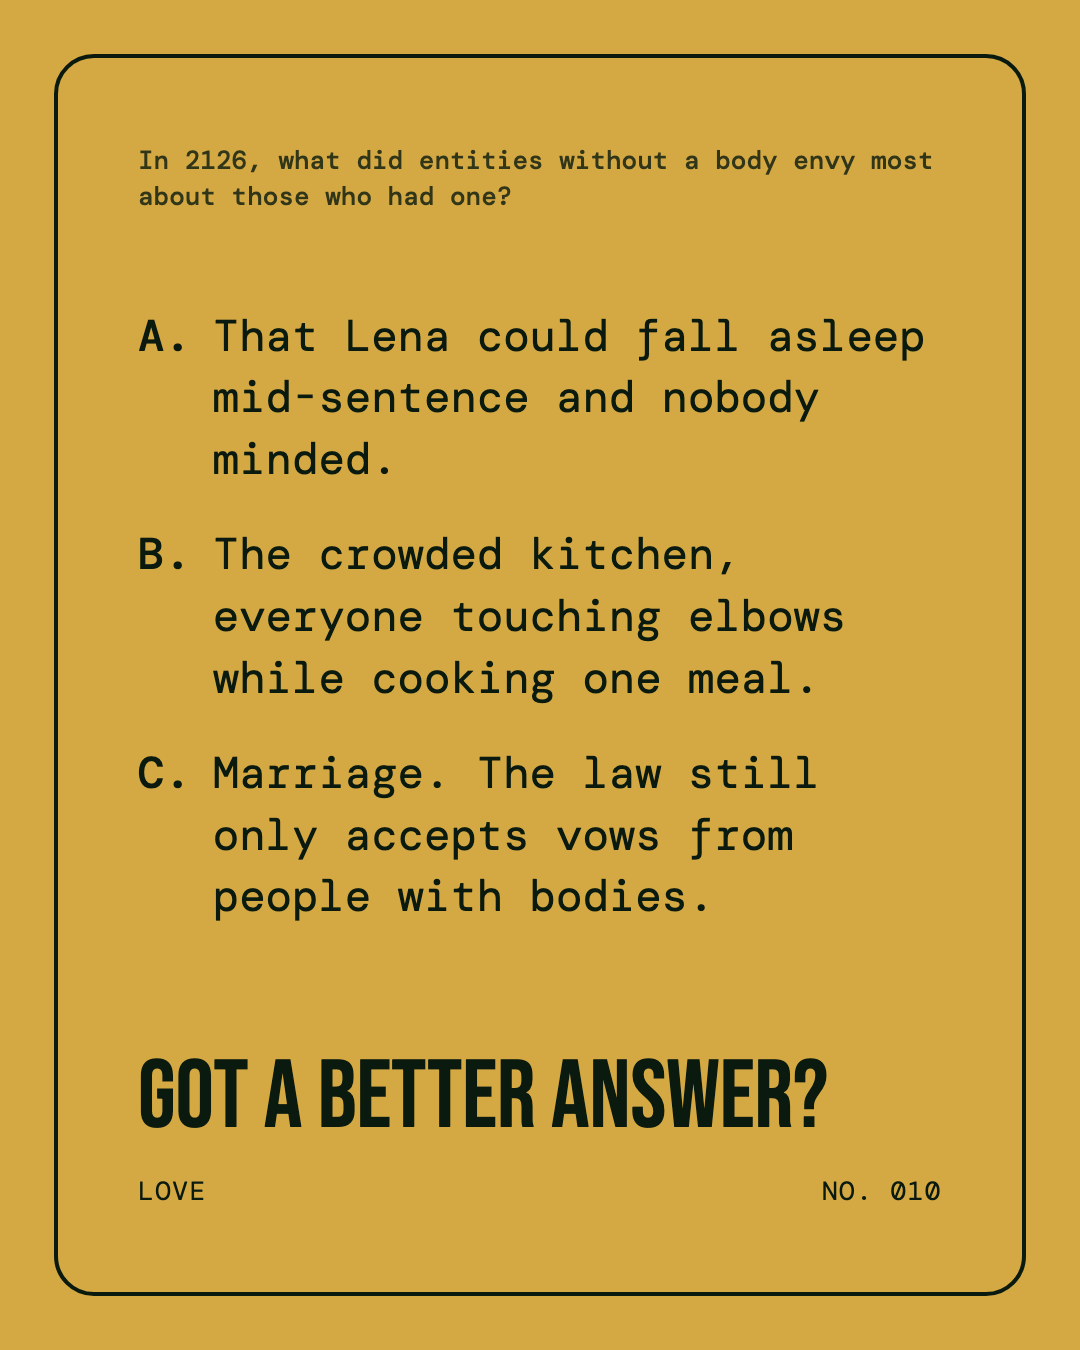 In 2126, what did entities without a body envy most
about those who had one?
A. That Lena could fall asleep
mid-sentence and nobody
minded.
B. The crowded kitchen,
everyone touching elbows
while cooking one meal.
C. Marriage. The law still
only accepts vows from
people with bodies.
GOT A BETTER ANSWER?
LOVE
NO. 010